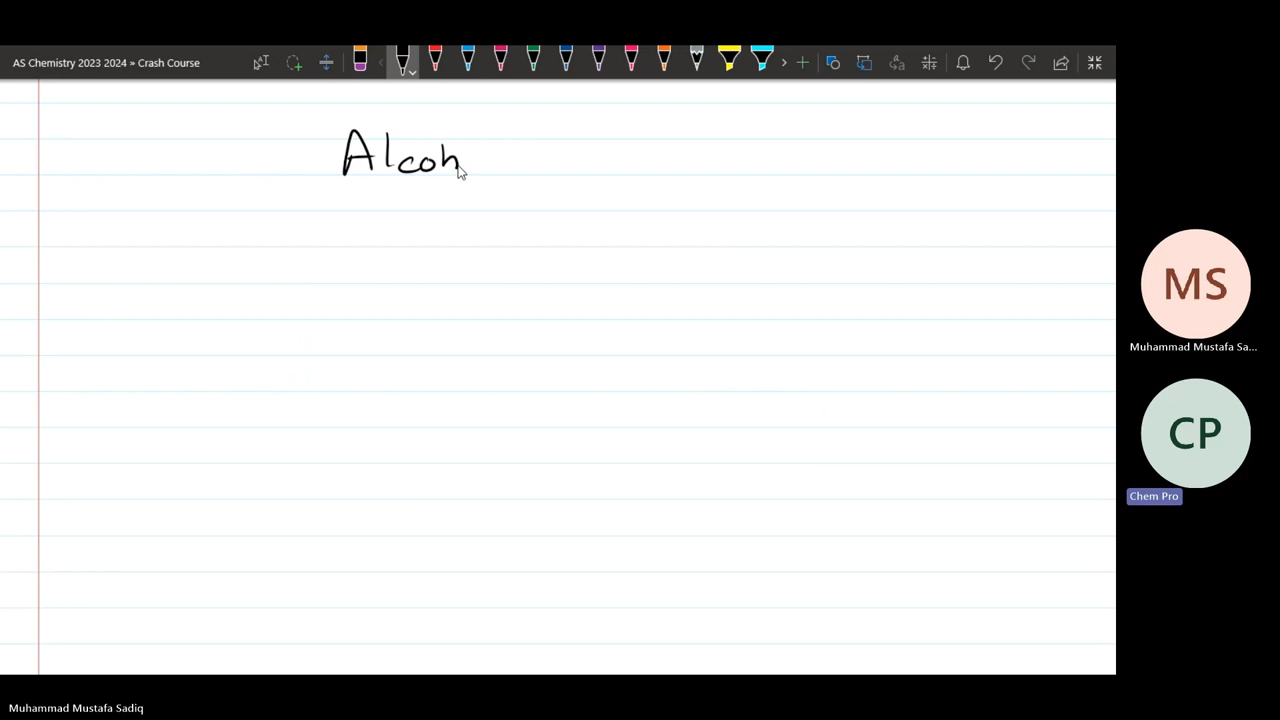 AS Chemistry 2023 2024 » Crash Course
Alcoh
MS
Muhammad Mustafa Sa...
CP
Chem Pro
Muhammad Mustafa Sadiq